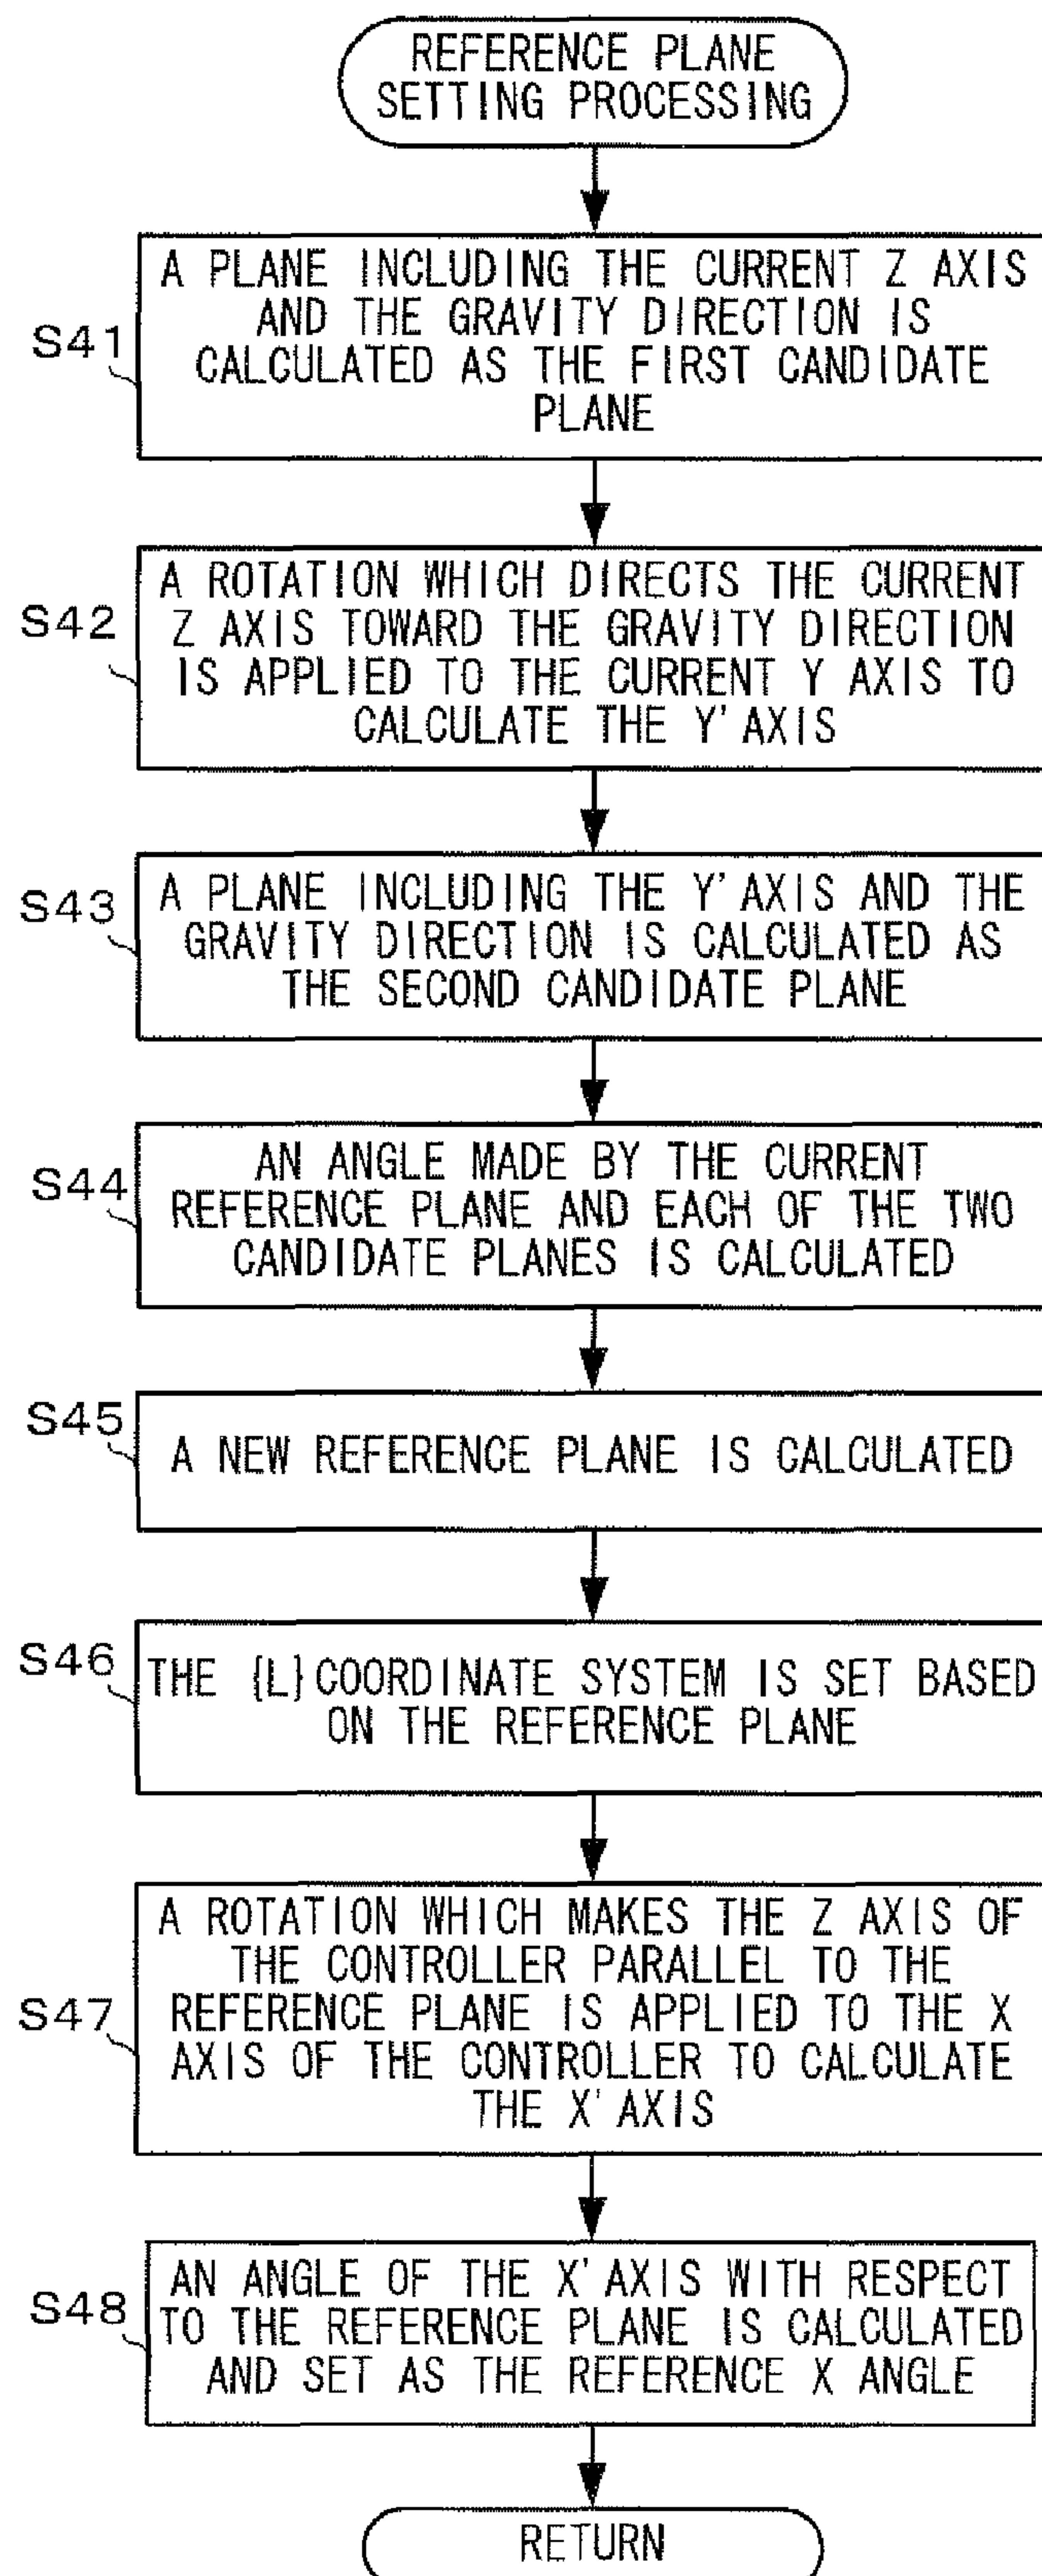 REFERENCE PLANE
SETTING PROCESSING
S41
A PLANE INCLUDING THE CURRENT Z AXIS
AND THE GRAVITY DIRECTION IS
CALCULATED AS THE FIRST CANDIDATE
PLANE
S42
A ROTATION WHICH DIRECTS THE CURRENT
Z AXIS TOWARD THE GRAVITY DIRECTION
IS APPLIED TO THE CURRENT Y AXIS TO
CALCULATE THE Y' AXIS
S43
A PLANE INCLUDING THE Y' AXIS AND THE
GRAVITY DIRECTION IS CALCULATED AS
THE SECOND CANDIDATE PLANE
S44
AN ANGLE MADE BY THE CURRENT
REFERENCE PLANE AND EACH OF THE TWO
CANDIDATE PLANES IS CALCULATED
S45
A NEW REFERENCE PLANE IS CALCULATED
S46
THE {L} COORDINATE SYSTEM IS SET BASED
ON THE REFERENCE PLANE
S47
A ROTATION WHICH MAKES THE Z AXIS OF
THE CONTROLLER PARALLEL TO THE
REFERENCE PLANE IS APPLIED TO THE X
AXIS OF THE CONTROLLER TO CALCULATE
THE X' AXIS
S48
AN ANGLE OF THE X' AXIS WITH RESPECT
TO THE REFERENCE PLANE IS CALCULATED
AND SET AS THE REFERENCE X ANGLE
RETURN